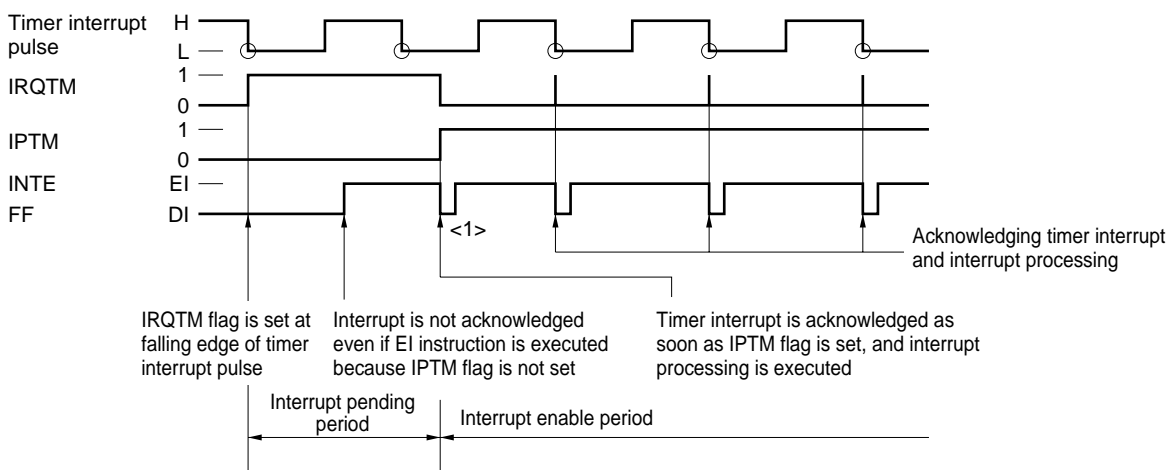 Timer interrupt
pulse
H
L
IRQTM
1
0
IPTM
1
0
INTE
FF
EI
DI
<1>
Acknowledging timer interrupt
and interrupt processing
IRQTM flag is set at
falling edge of timer
interrupt pulse
Interrupt is not acknowledged
even if EI instruction is executed
because IPTM flag is not set
Timer interrupt is acknowledged as
soon as IPTM flag is set, and interrupt
processing is executed
Interrupt pending
period
Interrupt enable period